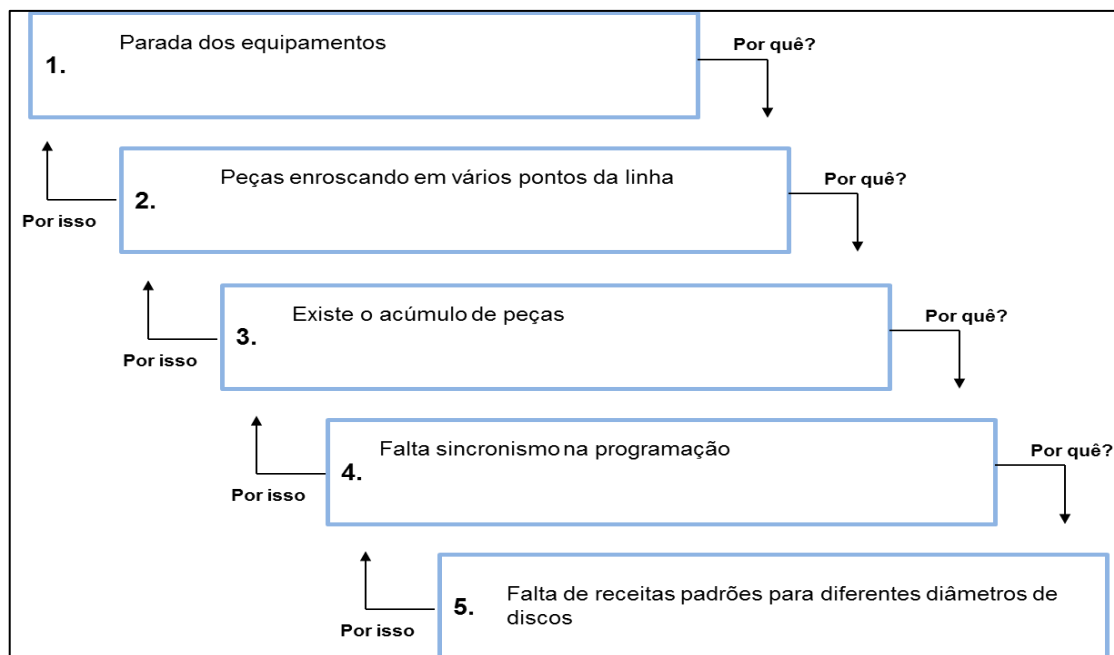 Parada dos equipamentos
1.
Por quê?
Peças enroscando em vários pontos da linha
2.
Por quê?
Por isso
Existe o acúmulo de peças
3.
Por quê?
Por isso
Falta sincronismo na programação
4.
Por quê?
Por isso
Falta de receitas padrões para diferentes diâmetros de
discos
5.
Por isso